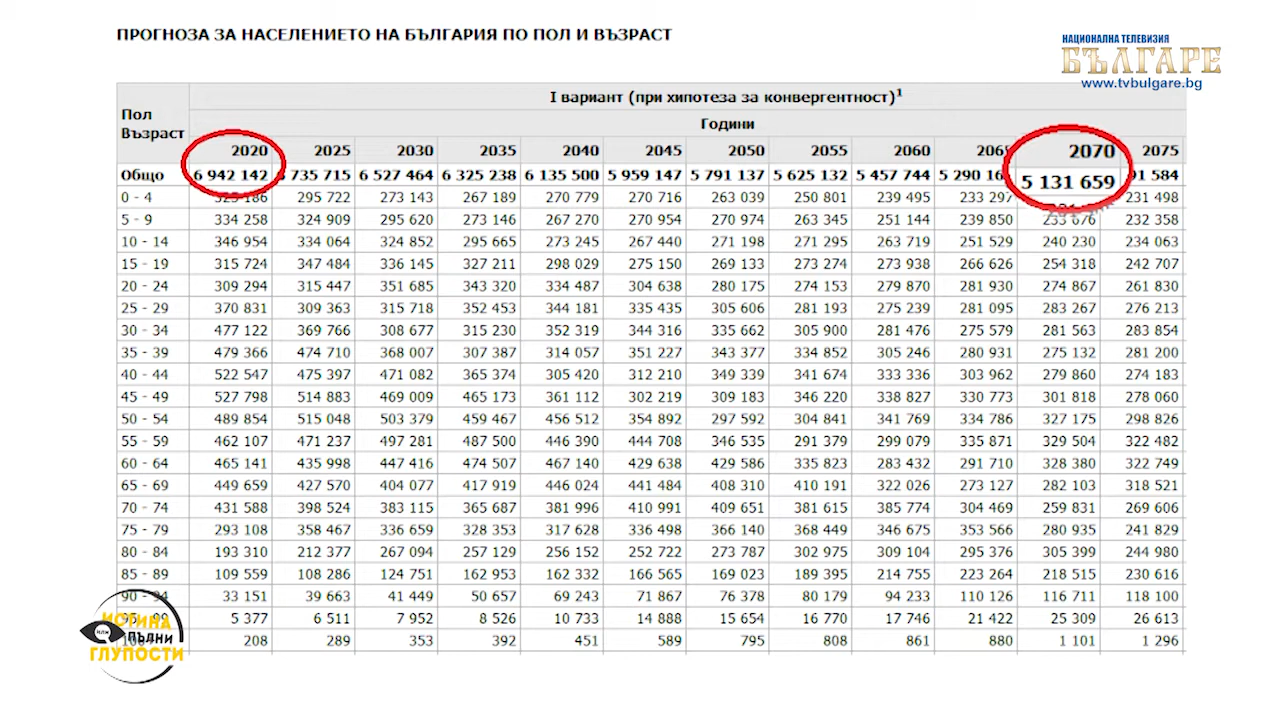 ПРОГНОЗА ЗА НАСЕЛЕНИЕТО НА БЪЛГАРИЯ ПО ПОЛ И ВЪЗРАСТ
НАЦИОНАЛНА ТЕЛЕВИЗИЯ
БЪЛГАРЕ
www.tvbulgare.bg
Пол
Възраст
I вариант (при хипотеза за конвергентност)¹
Години
2020 2025 2030 2035 2040 2045 2050 2055 2060 2070 2075
Общо 6 942 142 735 715 6 527 464 6 325 238 6 135 500 5 959 147 5 791 137 5 625 132 5 457 744 5 290 5 131 659 91 584
0 - 4 295 722 273 143 267 189 270 779 270 716 263 039 250 801 239 495 233 297 231 498
5 - 9 334 258 324 909 295 620 273 146 267 270 270 954 270 974 263 345 251 144 239 850 233 676 232 358
10 - 14 346 954 334 064 324 852 295 665 273 245 267 440 271 198 271 295 263 719 251 529 240 230 234 063
15 - 19 315 724 347 484 336 145 327 211 298 029 275 150 269 133 273 274 273 938 266 626 254 318 242 707
20 - 24 309 294 315 447 351 685 343 320 334 487 304 638 280 175 274 153 279 870 281 930 274 867 261 830
25 - 29 370 831 309 363 315 718 352 453 344 181 335 435 305 606 281 193 275 239 281 095 283 267 276 213
30 - 34 477 122 369 766 308 677 315 230 352 319 344 316 335 662 305 900 281 476 275 579 281 563 283 854
35 - 39 479 366 474 710 368 007 307 387 314 057 351 227 343 377 334 852 305 246 280 931 275 132 281 200
40 - 44 522 547 475 397 471 082 365 374 305 420 312 210 349 339 341 674 333 336 303 962 279 860 274 183
45 - 49 527 798 514 883 469 009 465 173 361 112 302 219 309 183 346 220 338 827 330 773 301 818 278 060
50 - 54 489 854 515 048 503 379 459 467 456 512 354 892 297 592 304 841 341 769 334 786 327 175 298 826
55 - 59 462 107 471 237 497 281 487 500 446 390 444 708 346 535 291 379 299 079 335 871 329 504 322 482
60 - 64 465 141 435 998 447 416 474 507 467 140 429 638 429 586 335 823 283 432 291 710 328 380 322 749
65 - 69 449 659 427 570 404 077 417 919 446 024 441 484 408 310 410 191 322 026 273 127 282 103 318 521
70 - 74 431 588 398 524 383 115 365 687 381 996 410 991 409 651 381 615 385 774 304 469 259 831 269 606
75 - 79 293 108 358 467 336 659 328 353 317 628 336 498 366 140 368 449 346 675 353 566 280 935 241 829
80 - 84 193 310 212 377 267 094 257 129 256 152 252 722 273 787 302 975 309 104 295 376 305 399 244 980
85 - 89 109 559 108 286 124 751 162 953 162 332 166 565 169 023 189 395 214 755 223 264 218 515 230 616
90 - 94 33 151 39 663 41 449 50 657 69 243 71 867 76 378 80 179 94 233 110 126 116 711 118 100
5 377 6 511 7 952 8 526 10 733 14 888 15 654 16 770 17 746 21 422 25 309 26 613
208 289 353 392 451 589 795 808 861 880 1 101 1 296
ИСТИНА
или ПЪЛНИ
ГЛУПОСТИ